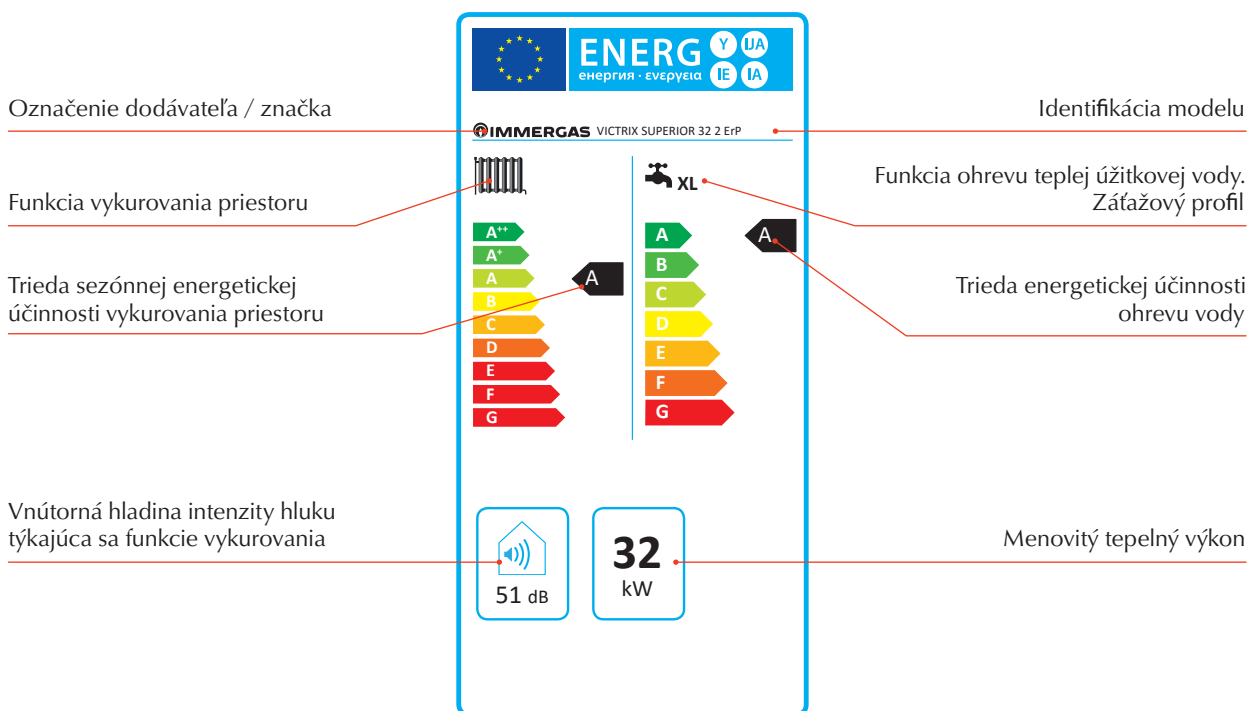 ENERG Y IJA
енергия · ενεργεια IE IA
Označenie dodávateľa / značka
IMMERGAS VICTRIX SUPERIOR 32 2 ErP
Identifikácia modelu
Funkcia vykurovania priestoru
XL
Funkcia ohrevu teplej úžitkovej vody.
Záťažový profil
A++
A+
A
B
C
D
E
F
G
A
A
B
C
D
E
F
G
A
Trieda sezónnej energetickej
účinnosti vykurovania priestoru
Trieda energetickej účinnosti
ohrevu vody
Vnútorná hladina intenzity hluku
týkajúca sa funkcie vykurovania
51 dB
32
kW
Menovitý tepelný výkon